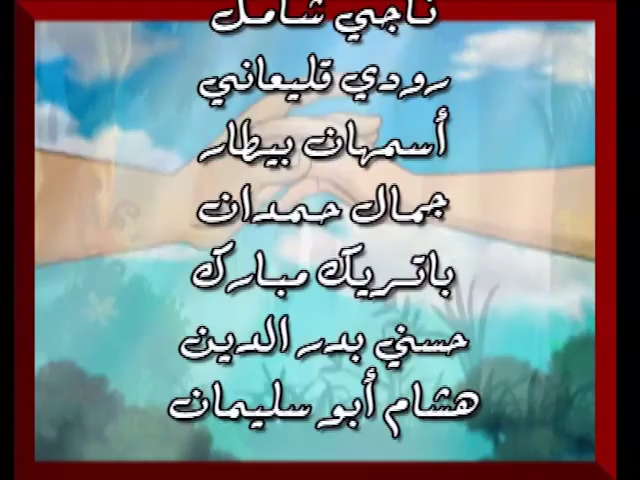 ناجي شامل
رودي قليعاني
أسمهان بيطار
جمال حمدان
باتريك مبارك
حسني بدر الدين
هشام أبو سليمان